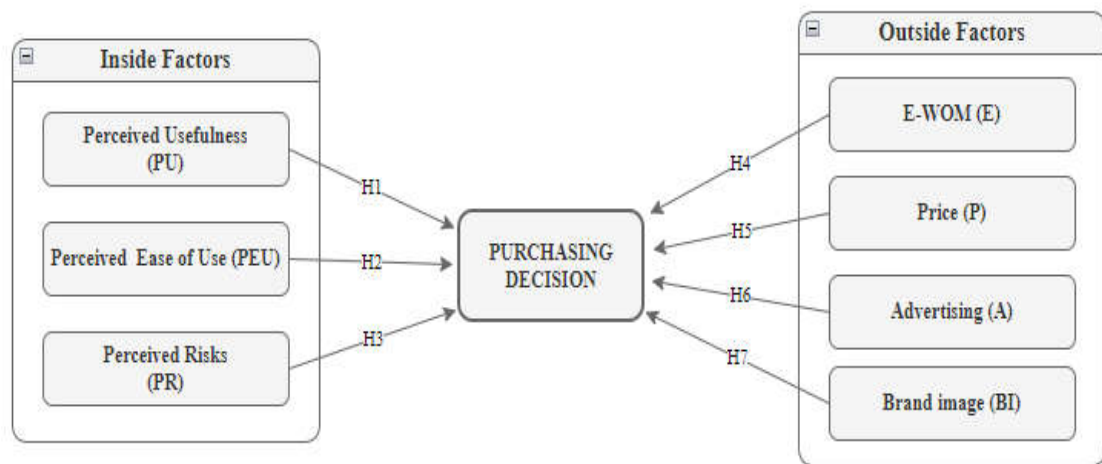 Inside Factors
Perceived Usefulness
(PU)
Perceived Ease of Use (PEU)
Perceived Risks
(PR)
H1
H2
H3
PURCHASING
DECISION
H4
H5
H6
H7
Outside Factors
E-WOM (E)
Price (P)
Advertising (A)
Brand image (BI)